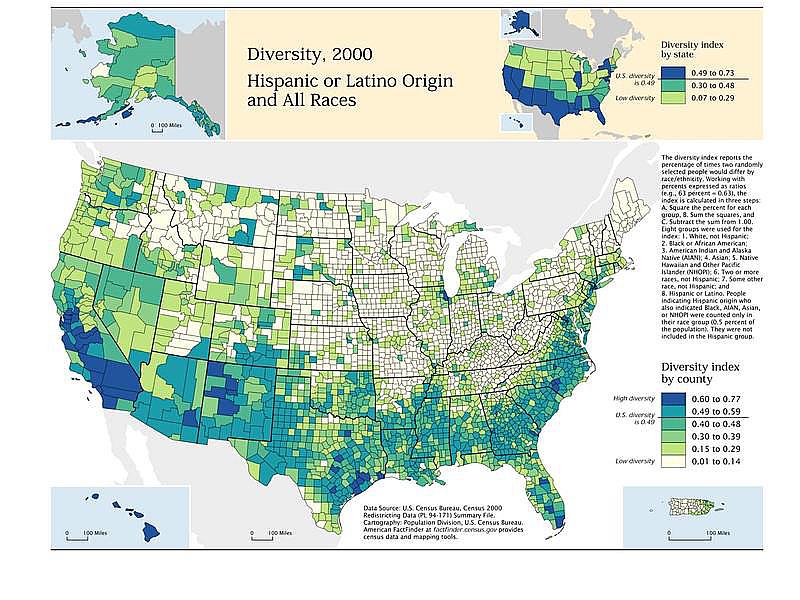 Diversity, 2000
Hispanic or Latino Origin
and All Races
0 100 Miles
Diversity index
by state
U.S. diversity
is 0.49
Low diversity
0.49 to 0.73
0.30 to 0.48
0.07 to 0.29
The diversity index reports the
percentage of times two randomly
selected people would differ by
race/ethnicity. Working with
percents expressed as ratios
(e.g., 63 percent = 0.63), the
index is calculated in three steps:
A. Square the percent for each
group, B. Sum the squares, and
C. Subtract the sum from 1.00.
Eight groups were used for the
index: 1. White, not Hispanic;
2. Black or African American;
3. American Indian and Alaska
Native (AIAN); 4. Asian; 5. Native
Hawaiian and Other Pacific
Islander (NHOPI); 6. Two or more
races, not Hispanic; 7. Some other
race, not Hispanic; and
8. Hispanic or Latino. People
indicating Hispanic origin who
also indicated Black, AIAN, Asian,
or NHOPI were counted only in
their race group (0.5 percent of
the population). They were not
included in the Hispanic group.
Diversity index
by county
High diversity
U.S. diversity
is 0.49
Low diversity
0.60 to 0.77
0.49 to 0.59
0.40 to 0.48
0.30 to 0.39
0.15 to 0.29
0.01 to 0.14
0 100 Miles
0 100 Miles
Data Source: U.S. Census Bureau, Census 2000
Redistricting Data (PL 94-171) Summary File.
Cartography: Population Division, U.S. Census Bureau.
American FactFinder at factfinder.census.gov provides
census data and mapping tools.
0 100 Miles